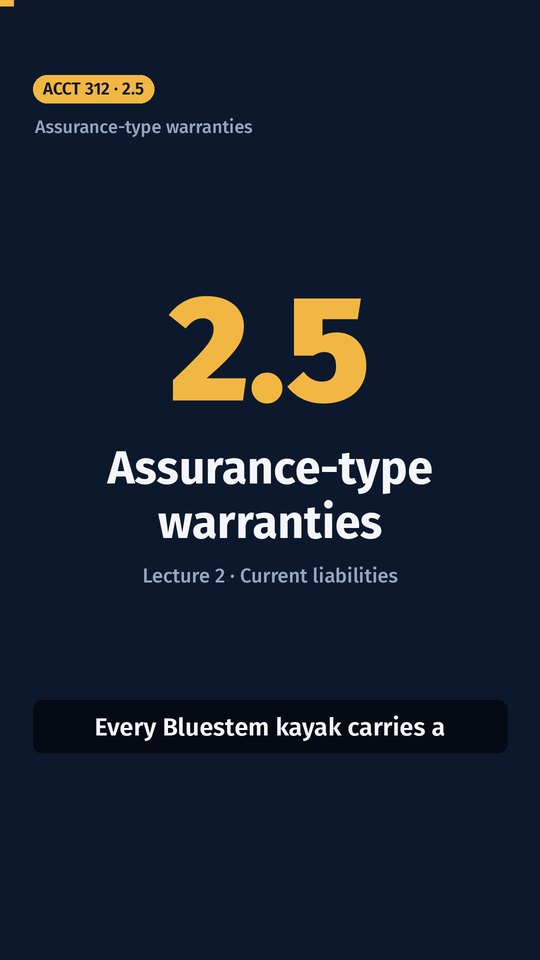 ACCT 312 · 2.5
Assurance-type warranties
2.5
Assurance-type
warranties
Lecture 2 · Current liabilities
Every Bluestem kayak carries a